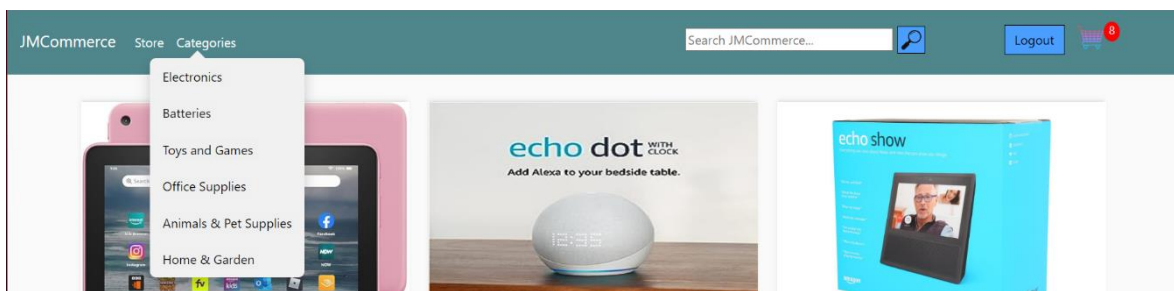 JMCommerce Store Categories Search JMCommerce... Logout 8
Electronics
Batteries
Toys and Games
Office Supplies
Animals & Pet Supplies
Home & Garden
echo dot WITH CLOCK
Add Alexa to your bedside table.
2:35
echo show